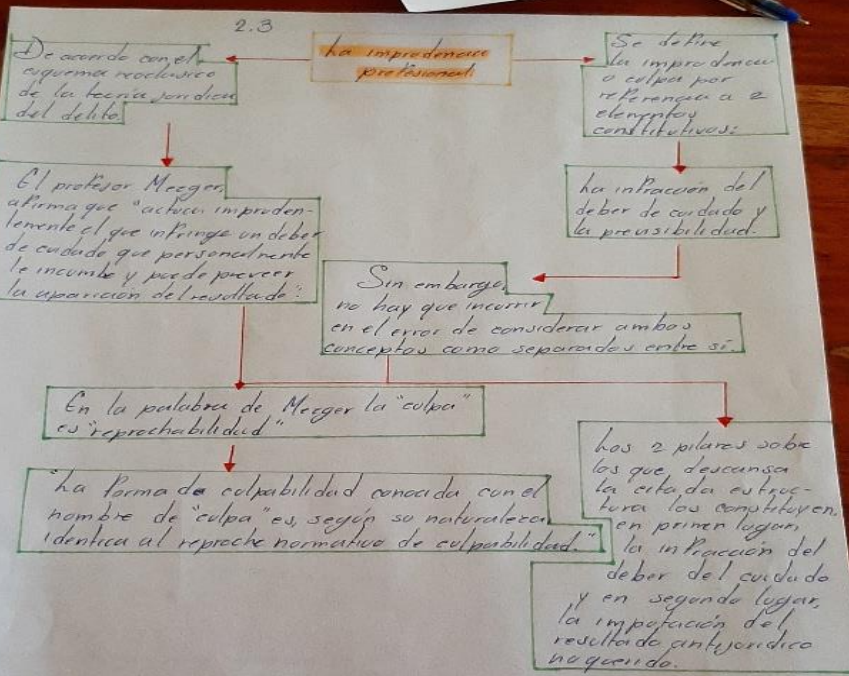 2.3
La imprudencia
profesional:
De acuerdo con el
esquema neoclásico
de la teoría jurídica
del delito.
El profesor Mezger,
afirma que "actúa impruden-
temente el que infringe un deber
de cuidado que personalmente
le incumbe y puede preveer
la aparición del resultado":
Se define
la imprudencia
o culpa por
referencia a 2
elementos
constitutivos:
La infracción del
deber de cuidado y
la previsibilidad.
Sin embargo,
no hay que incurrir
en el error de considerar ambos
conceptos como separados entre sí.
En la palabra de Mezger la "culpa"
es "reprochabilidad"
"La forma de culpabilidad conocida con el
nombre de "culpa" es, según su naturaleza
identica al reproche normativo de culpabilidad."
Los 2 pilares sobre
los que, descansa
la citada estruc-
tura los constituyen,
en primer lugar,
la infracción del
deber del cuidado
y en segundo lugar,
la imputación del
resultado antijurídico
no querido.